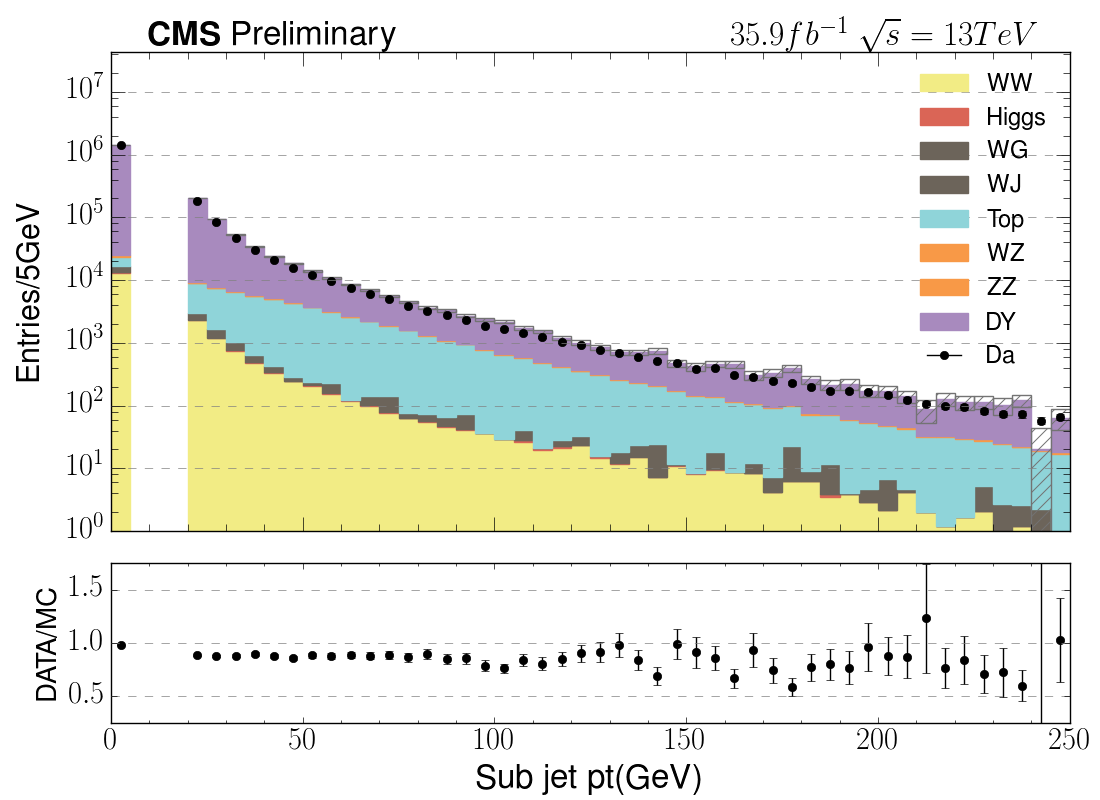 CMS Preliminary 35.9fb⁻¹ √s = 13TeV
10⁷
10⁶
10⁵
10⁴
10³
10²
10¹
10⁰
Entries/5GeV
WW
Higgs
WG
WJ
Top
WZ
ZZ
DY
Da
1.5
1.0
0.5
DATA/MC
0 50 100 150 200 250
Sub jet pt(GeV)